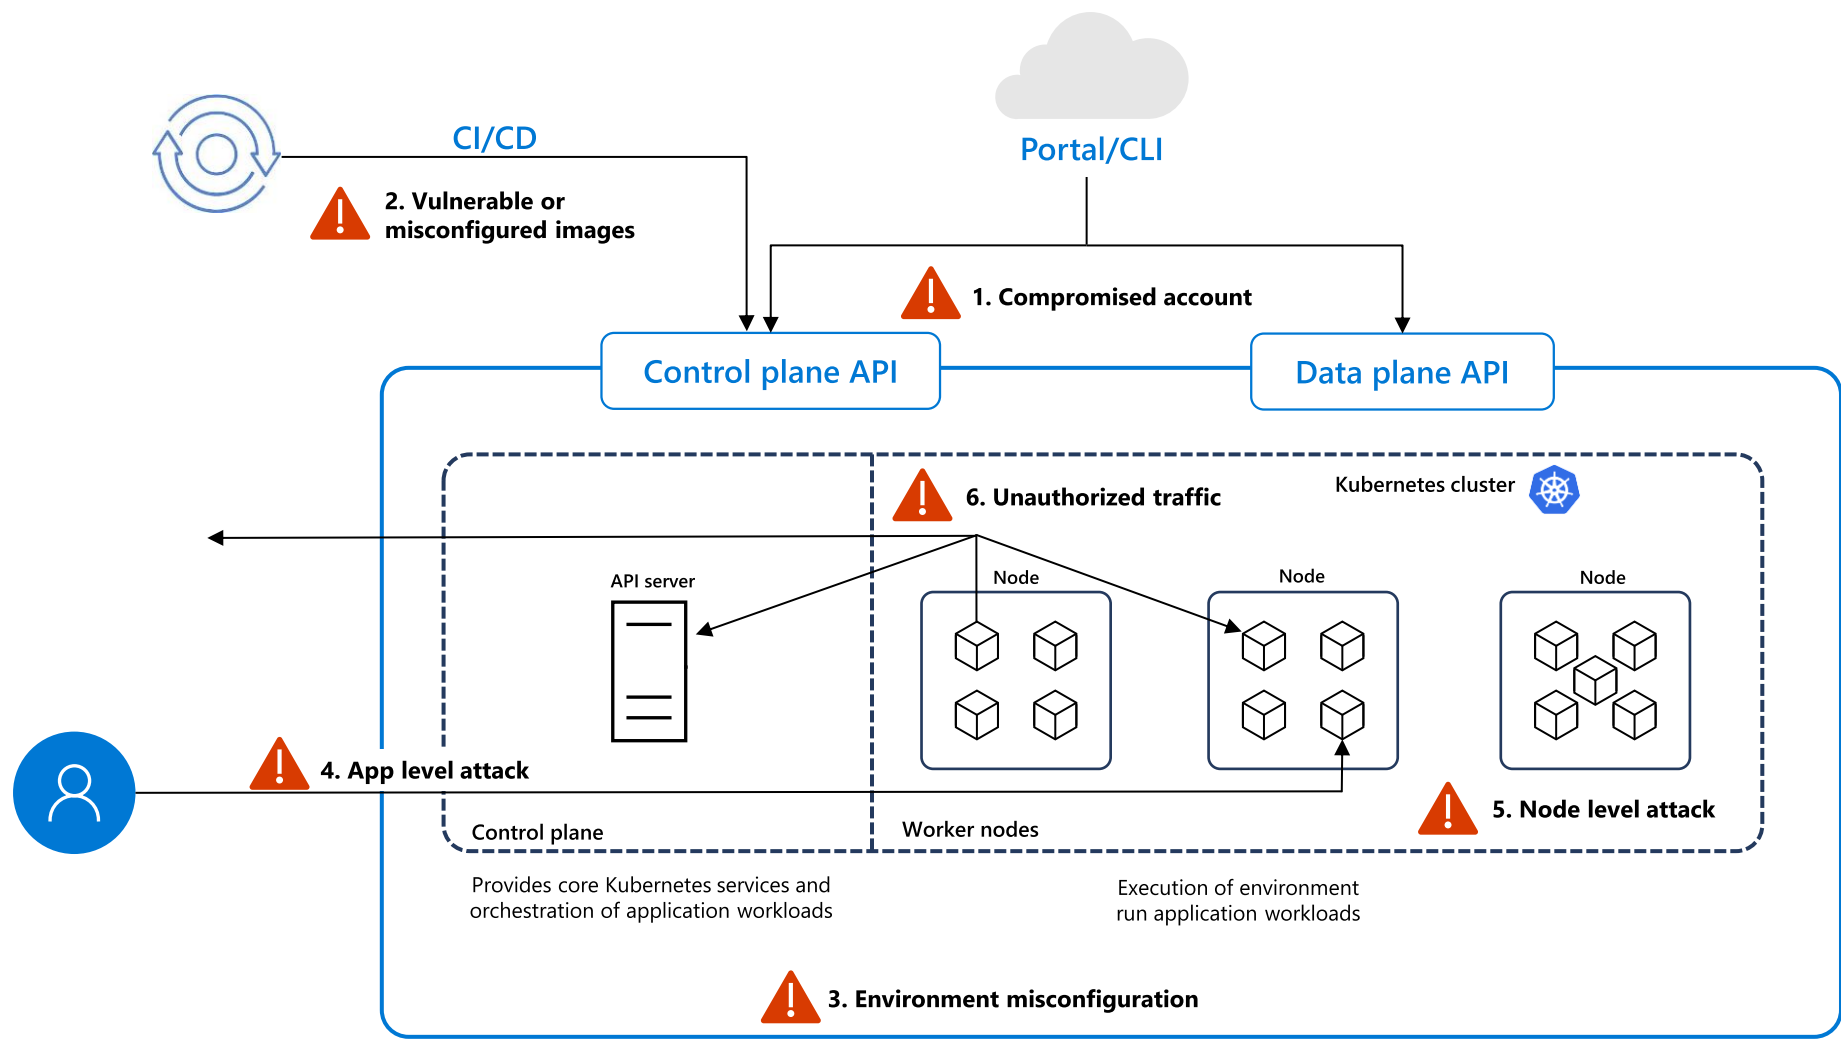 CI/CD
Portal/CLI
2. Vulnerable or
misconfigured images
1. Compromised account
Control plane API
Data plane API
6. Unauthorized traffic
Kubernetes cluster
API server
Node
Node
Node
4. App level attack
5. Node level attack
Control plane
Worker nodes
Provides core Kubernetes services and
orchestration of application workloads
Execution of environment
run application workloads
3. Environment misconfiguration